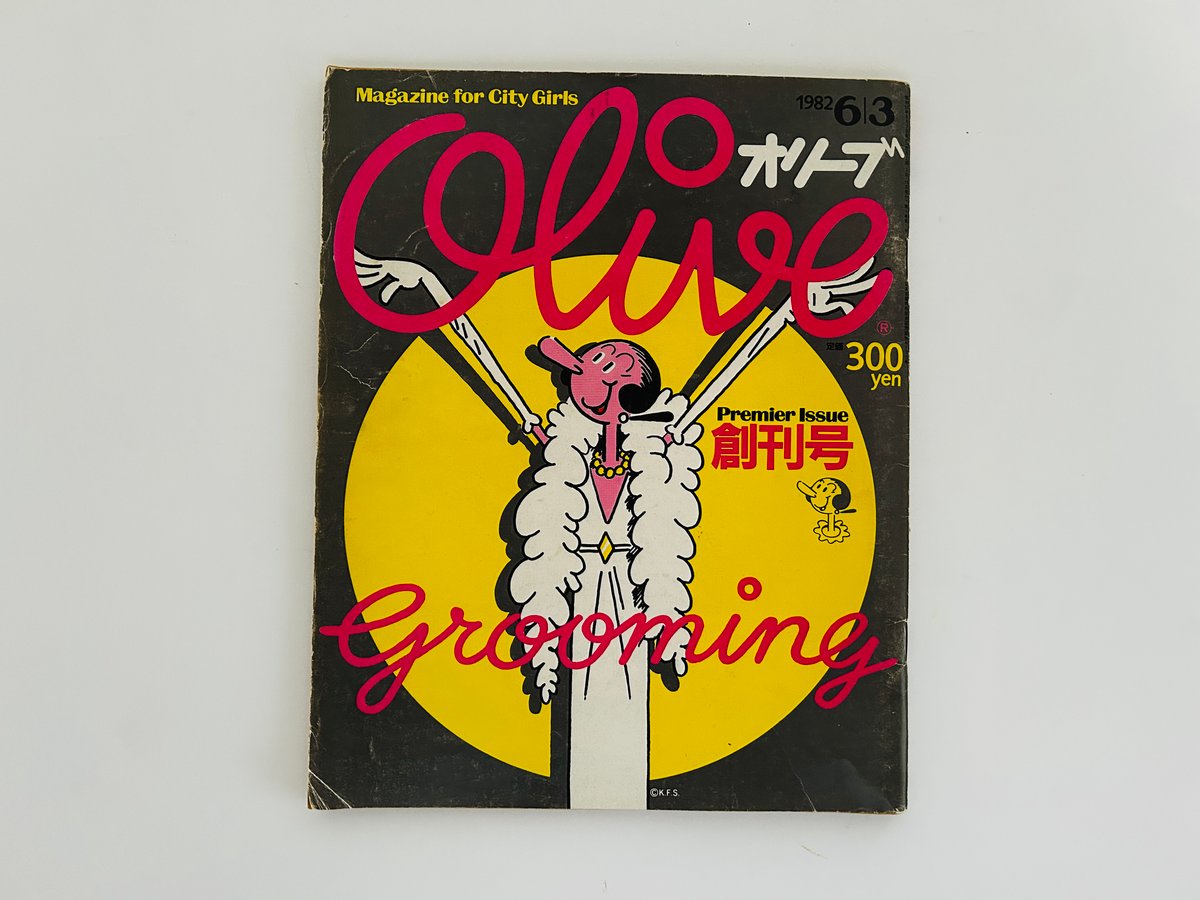 Magazine for City Girls
1982 6|3
Olive
オリーブ
®
定価 300
yen
Premier Issue
創刊号
Grooming
©K.F.S.